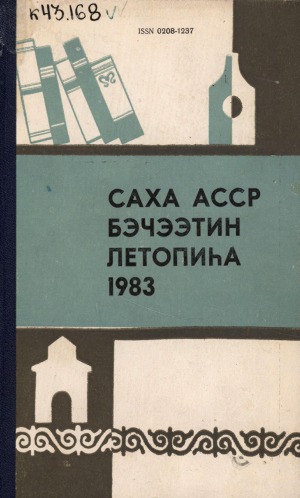 к43.168
ISSN 0208-1237
САХА АССР
БЭЧЭЭТИН
ЛЕТОПИҺА
1983